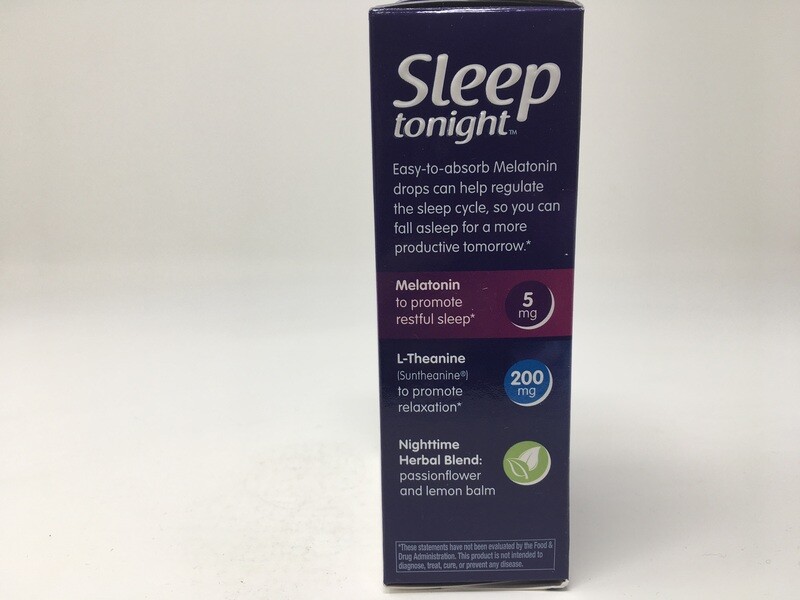 Sleep
tonight™
Easy-to-absorb Melatonin
drops can help regulate
the sleep cycle, so you can
fall asleep for a more
productive tomorrow.*
Melatonin
to promote
restful sleep*
5
mg
L-Theanine
(Suntheanine®)
to promote
relaxation*
200
mg
Nighttime
Herbal Blend:
passionflower
and lemon balm
*These statements have not been evaluated by the Food &
Drug Administration. This product is not intended to
diagnose, treat, cure, or prevent any disease.